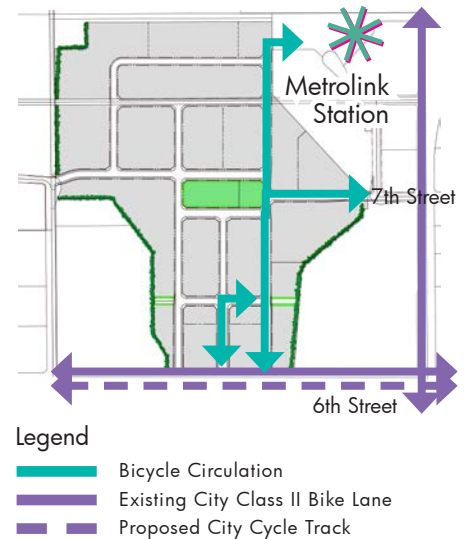 Metrolink
Station
7th Street
6th Street
Legend
Bicycle Circulation
Existing City Class II Bike Lane
Proposed City Cycle Track